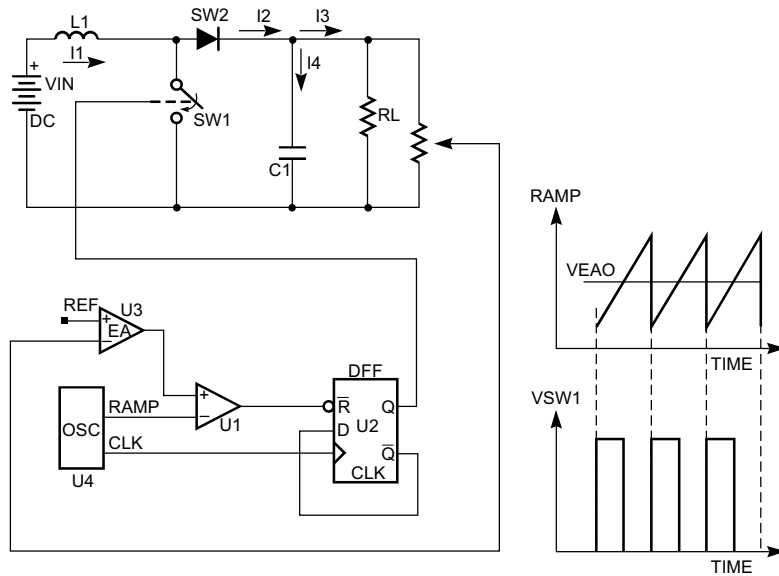 SW2
L1
I2
I3
I1
I4
+
VIN
DC
SW1
C1
RL
RAMP
VEAO
TIME
REF
U3
+
EA
−
DFF
+
RAMP
−
U1
R̅
Q
D
U2
OSC
CLK
Q̅
U4
CLK
VSW1
TIME